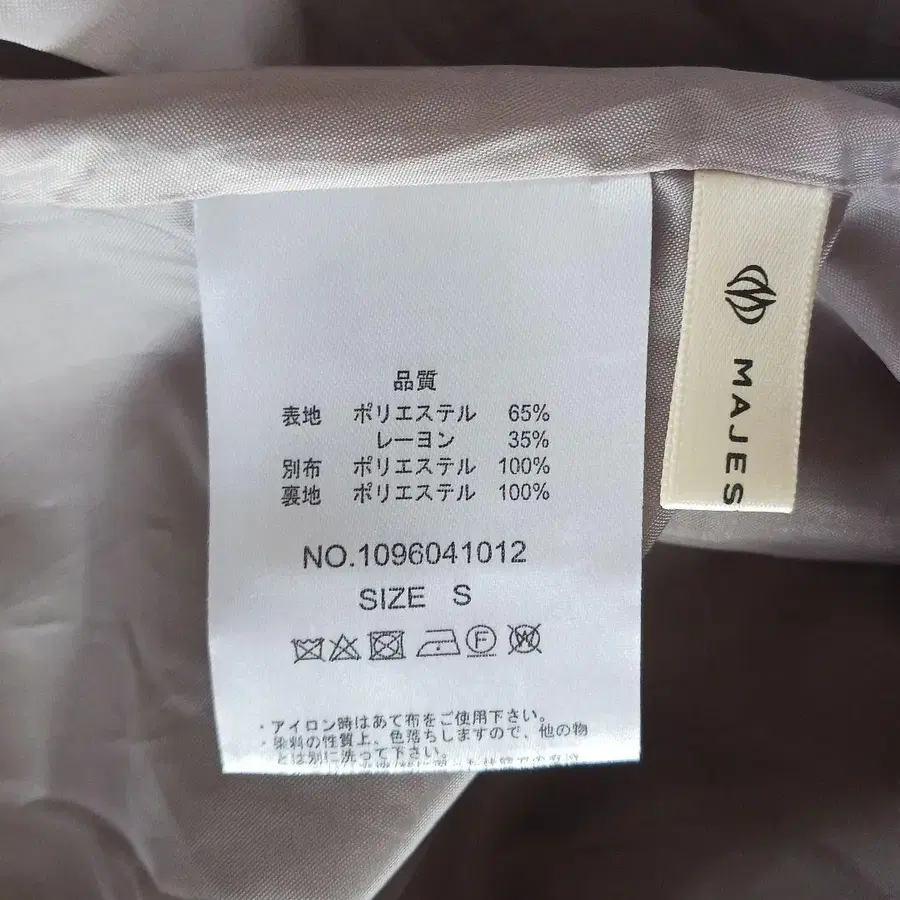 品質
表地 ポリエステル 65%
レーヨン 35%
別布 ポリエステル 100%
裏地 ポリエステル 100%
NO.1096041012
SIZE S
F
W
・アイロン時はあて布をご使用下さい。
・染料の性質上、色落ちしますので、他の物
とは別に洗って下さい。
MAJES